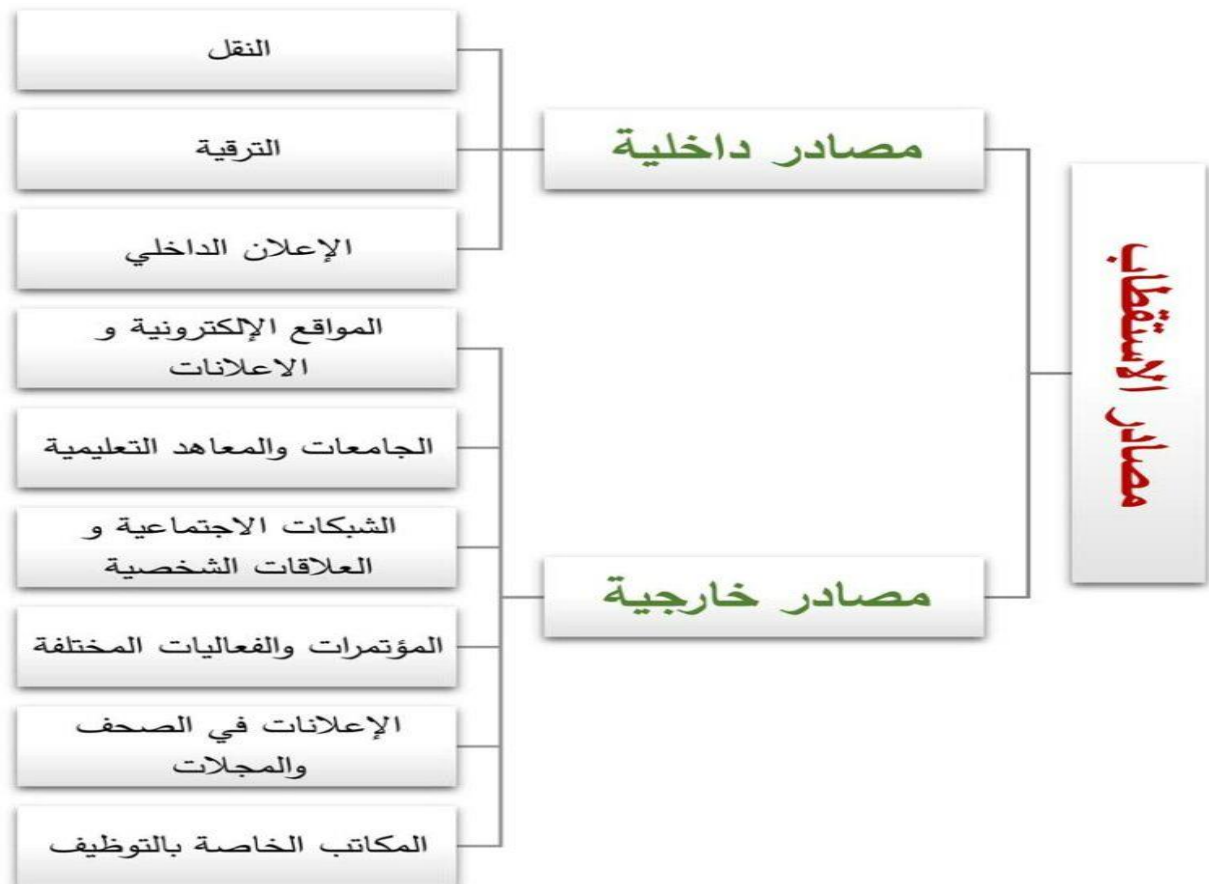 مصادر الاستقطاب
مصادر داخلية
النقل
الترقية
الإعلان الداخلي
مصادر خارجية
المواقع الإلكترونية و
الاعلانات
الجامعات والمعاهد التعليمية
الشبكات الاجتماعية و
العلاقات الشخصية
المؤتمرات والفعاليات المختلفة
الإعلانات في الصحف
والمجلات
المكاتب الخاصة بالتوظيف